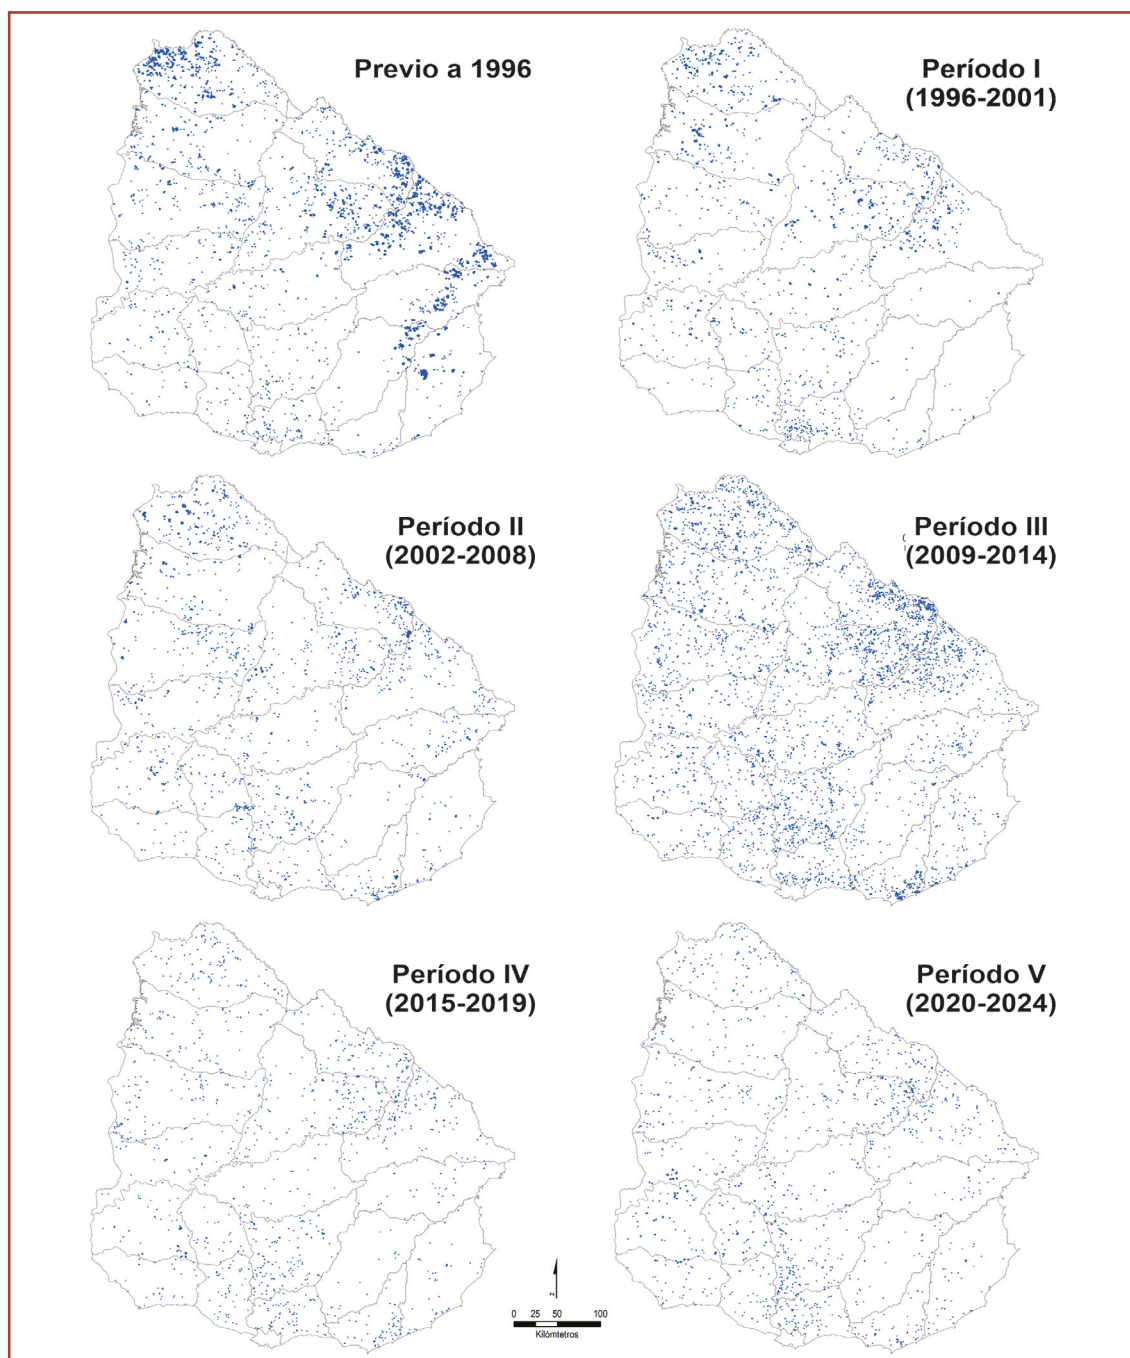 Previo a 1996
Período I
(1996-2001)
Período II
(2002-2008)
Período III
(2009-2014)
Período IV
(2015-2019)
Período V
(2020-2024)
N
0 25 50 100
Kilómtetros